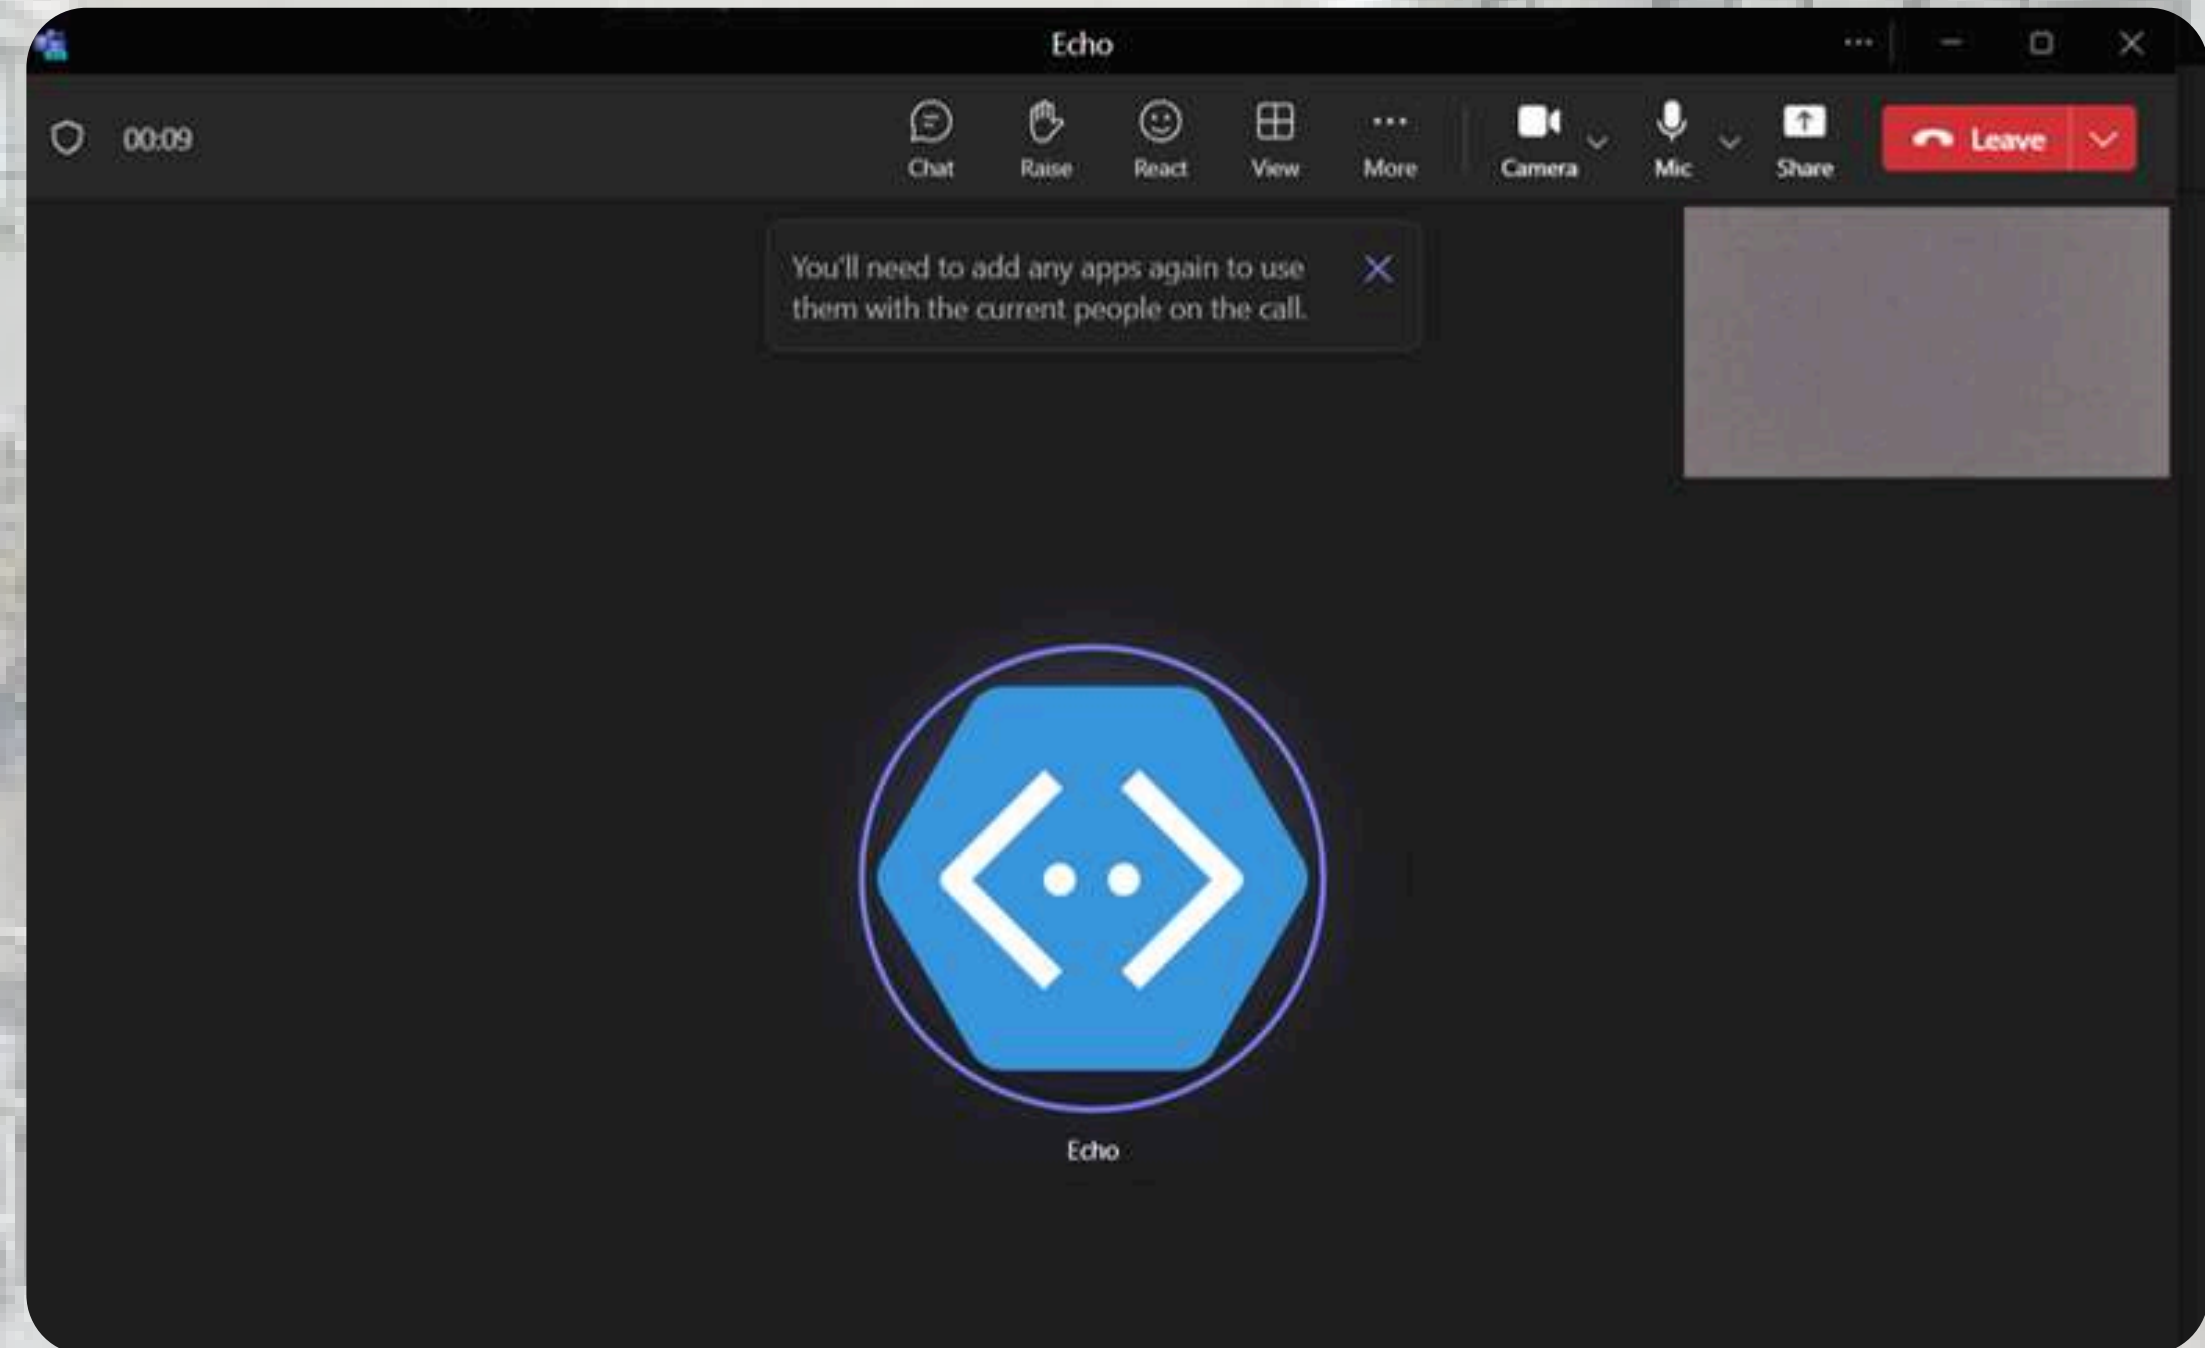 Echo
00:09
Chat
Raise
React
View
More
Camera
Mic
Share
Leave
You'll need to add any apps again to use
them with the current people on the call.
Echo